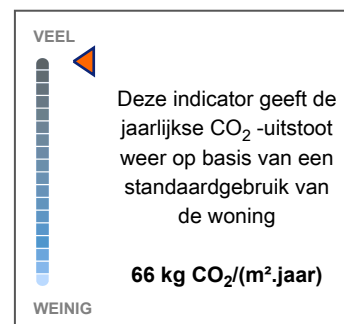 VEEL
Deze indicator geeft de
jaarlijkse CO₂ -uitstoot
weer op basis van een
standaardgebruik van
de woning
66 kg CO₂/(m².jaar)
WEINIG